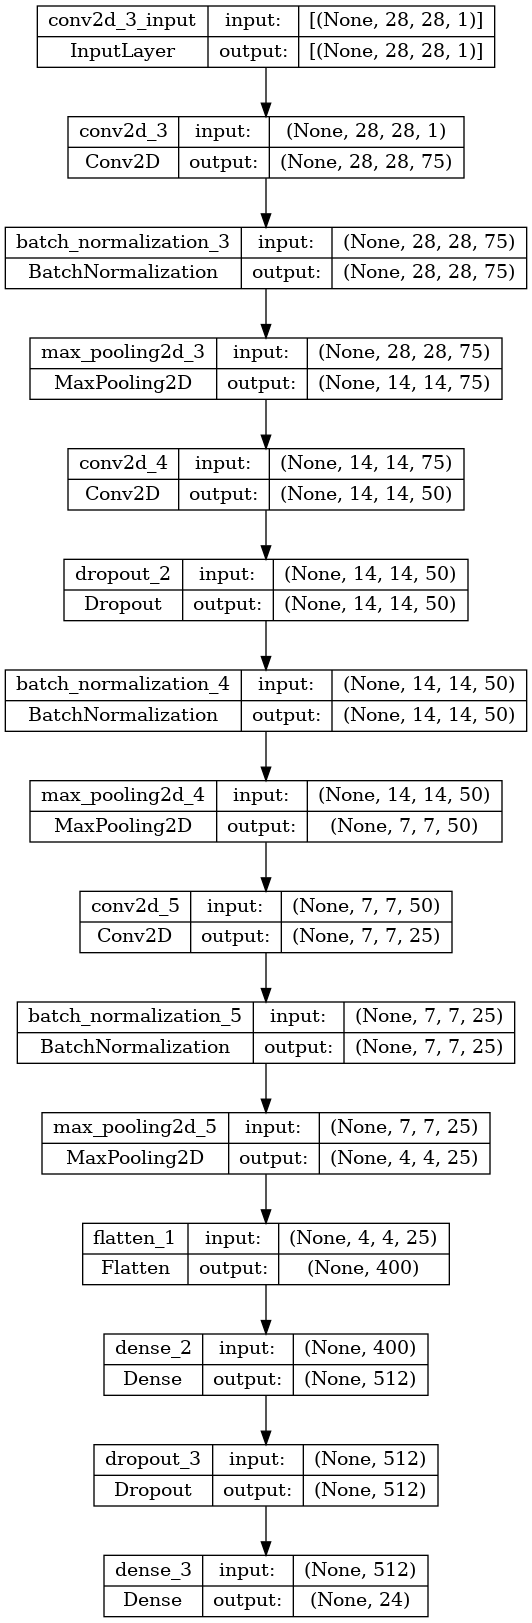 conv2d_3_input input: [(None, 28, 28, 1)]
InputLayer output: [(None, 28, 28, 1)]
conv2d_3 input: (None, 28, 28, 1)
Conv2D output: (None, 28, 28, 75)
batch_normalization_3 input: (None, 28, 28, 75)
BatchNormalization output: (None, 28, 28, 75)
max_pooling2d_3 input: (None, 28, 28, 75)
MaxPooling2D output: (None, 14, 14, 75)
conv2d_4 input: (None, 14, 14, 75)
Conv2D output: (None, 14, 14, 50)
dropout_2 input: (None, 14, 14, 50)
Dropout output: (None, 14, 14, 50)
batch_normalization_4 input: (None, 14, 14, 50)
BatchNormalization output: (None, 14, 14, 50)
max_pooling2d_4 input: (None, 14, 14, 50)
MaxPooling2D output: (None, 7, 7, 50)
conv2d_5 input: (None, 7, 7, 50)
Conv2D output: (None, 7, 7, 25)
batch_normalization_5 input: (None, 7, 7, 25)
BatchNormalization output: (None, 7, 7, 25)
max_pooling2d_5 input: (None, 7, 7, 25)
MaxPooling2D output: (None, 4, 4, 25)
flatten_1 input: (None, 4, 4, 25)
Flatten output: (None, 400)
dense_2 input: (None, 400)
Dense output: (None, 512)
dropout_3 input: (None, 512)
Dropout output: (None, 512)
dense_3 input: (None, 512)
Dense output: (None, 24)